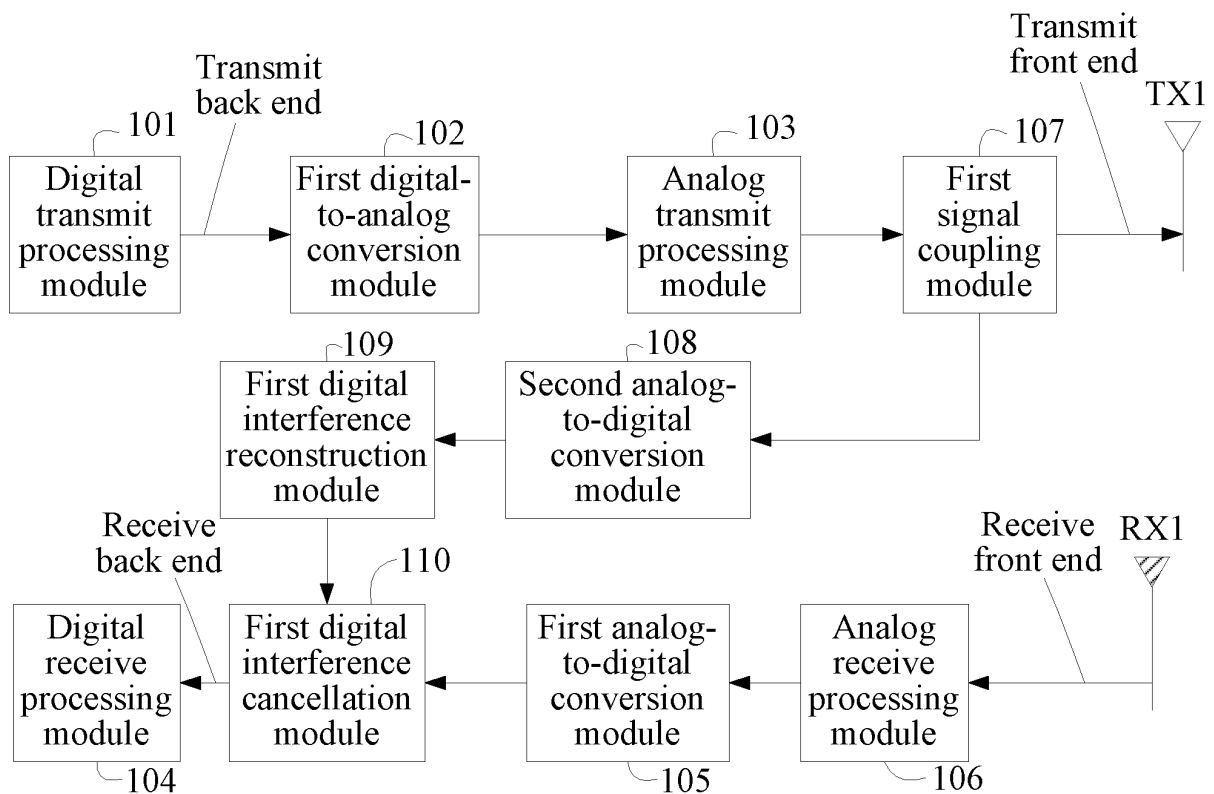 Transmit
back end
Transmit
front end
TX1
101
102
103
107
Digital
transmit
processing
module
First digital-
to-analog
conversion
module
Analog
transmit
processing
module
First
signal
coupling
module
109
108
First digital
interference
reconstruction
module
Second analog-
to-digital
conversion
module
Receive
back end
110
Receive
front end
RX1
Digital
receive
processing
module
First digital
interference
cancellation
module
First analog-
to-digital
conversion
module
Analog
receive
processing
module
104
105
106